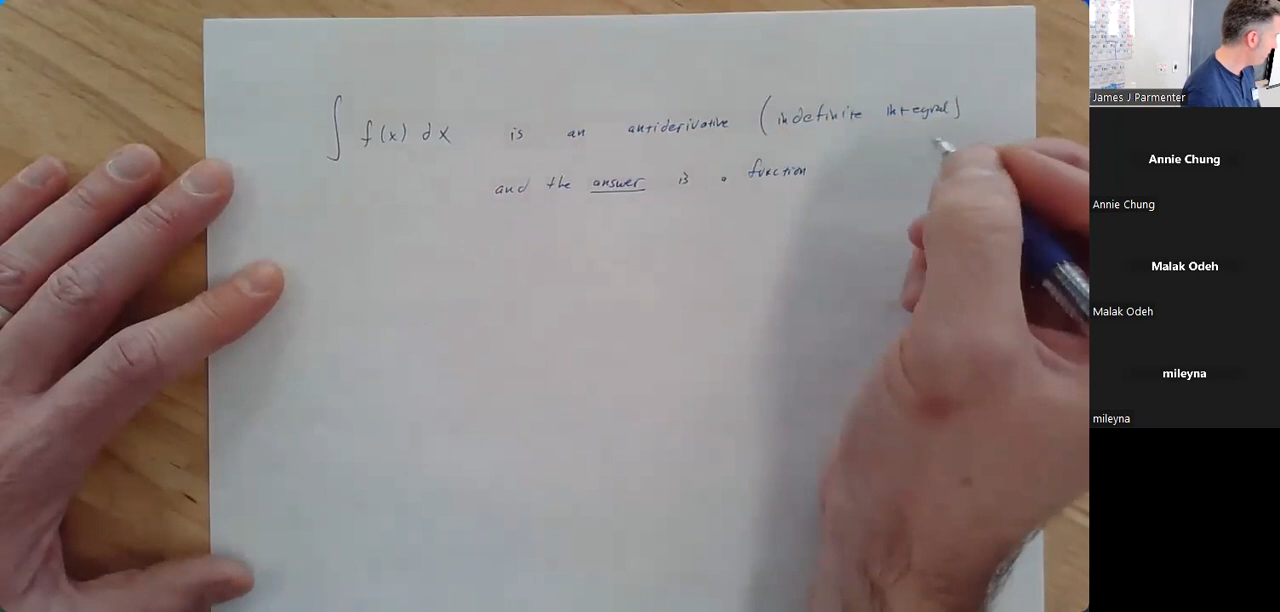 ∫ f(x) dx is an antiderivative (indefinite integral)
and the answer is a function
James J Parmenter
Annie Chung
Annie Chung
Malak Odeh
Malak Odeh
mileyna
mileyna